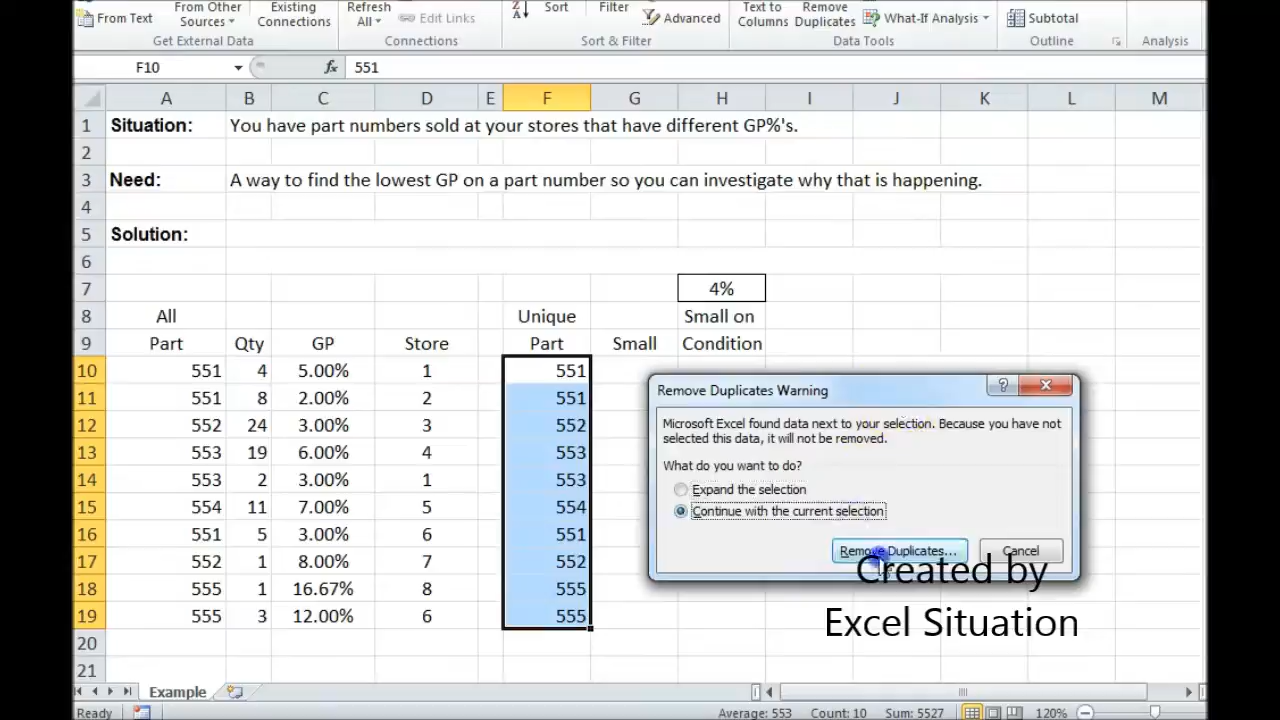 From Text
From Other Sources
Existing Connections
Refresh All
Edit Links
Get External Data
Connections
Z A Sort
Filter
Advanced
Sort & Filter
Text to Columns
Remove Duplicates
What-If Analysis
Data Tools
Subtotal
Outline
Analysis
F10 fx 551
A B C D E F G H I J K L M
1 Situation: You have part numbers sold at your stores that have different GP%'s.
2
3 Need: A way to find the lowest GP on a part number so you can investigate why that is happening.
4
5 Solution:
6
7 4%
8 All Unique Small on
9 Part Qty GP Store Part Small Condition
10 551 4 5.00% 1 551
11 551 8 2.00% 2 551
12 552 24 3.00% 3 552
13 553 19 6.00% 4 553
14 553 2 3.00% 1 553
15 554 11 7.00% 5 554
16 551 5 3.00% 6 551
17 552 1 8.00% 7 552
18 555 1 16.67% 8 555
19 555 3 12.00% 6 555
20
21
Remove Duplicates Warning
Microsoft Excel found data next to your selection. Because you have not
selected this data, it will not be removed.
What do you want to do?
Expand the selection
Continue with the current selection
Remove Duplicates... Cancel
Created by
Excel Situation
Example
Ready Average: 553 Count: 10 Sum: 5527 120%